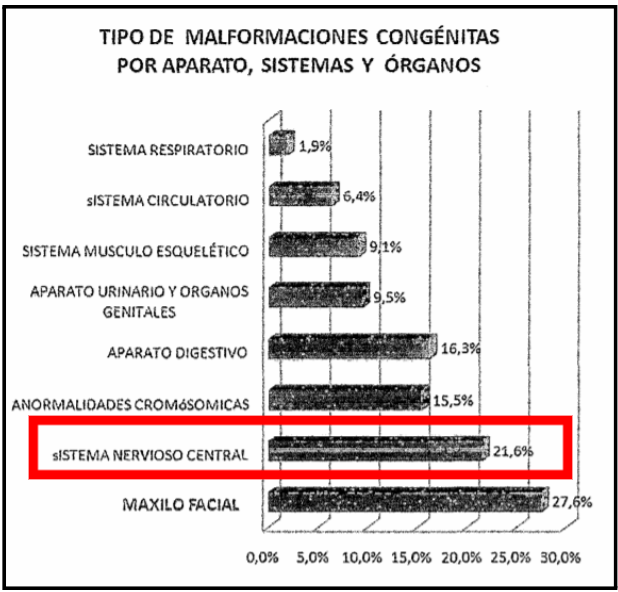 TIPO DE MALFORMACIONES CONGÉNITAS
POR APARATO, SISTEMAS Y ÓRGANOS
SISTEMA RESPIRATORIO 1,9%
sISTEMA CIRCULATORIO 6,4%
SISTEMA MUSCULO ESQUELÉTICO 9,1%
APARATO URINARIO Y ORGANOS
GENITALES 9,5%
APARATO DIGESTIVO 16,3%
ANORMALIDADES CROMóSOMICAS 15,5%
sISTEMA NERVIOSO CENTRAL 21,6%
MAXILO FACIAL 27,6%
0,0% 5,0% 10,0% 15,0% 20,0% 25,0% 30,0%